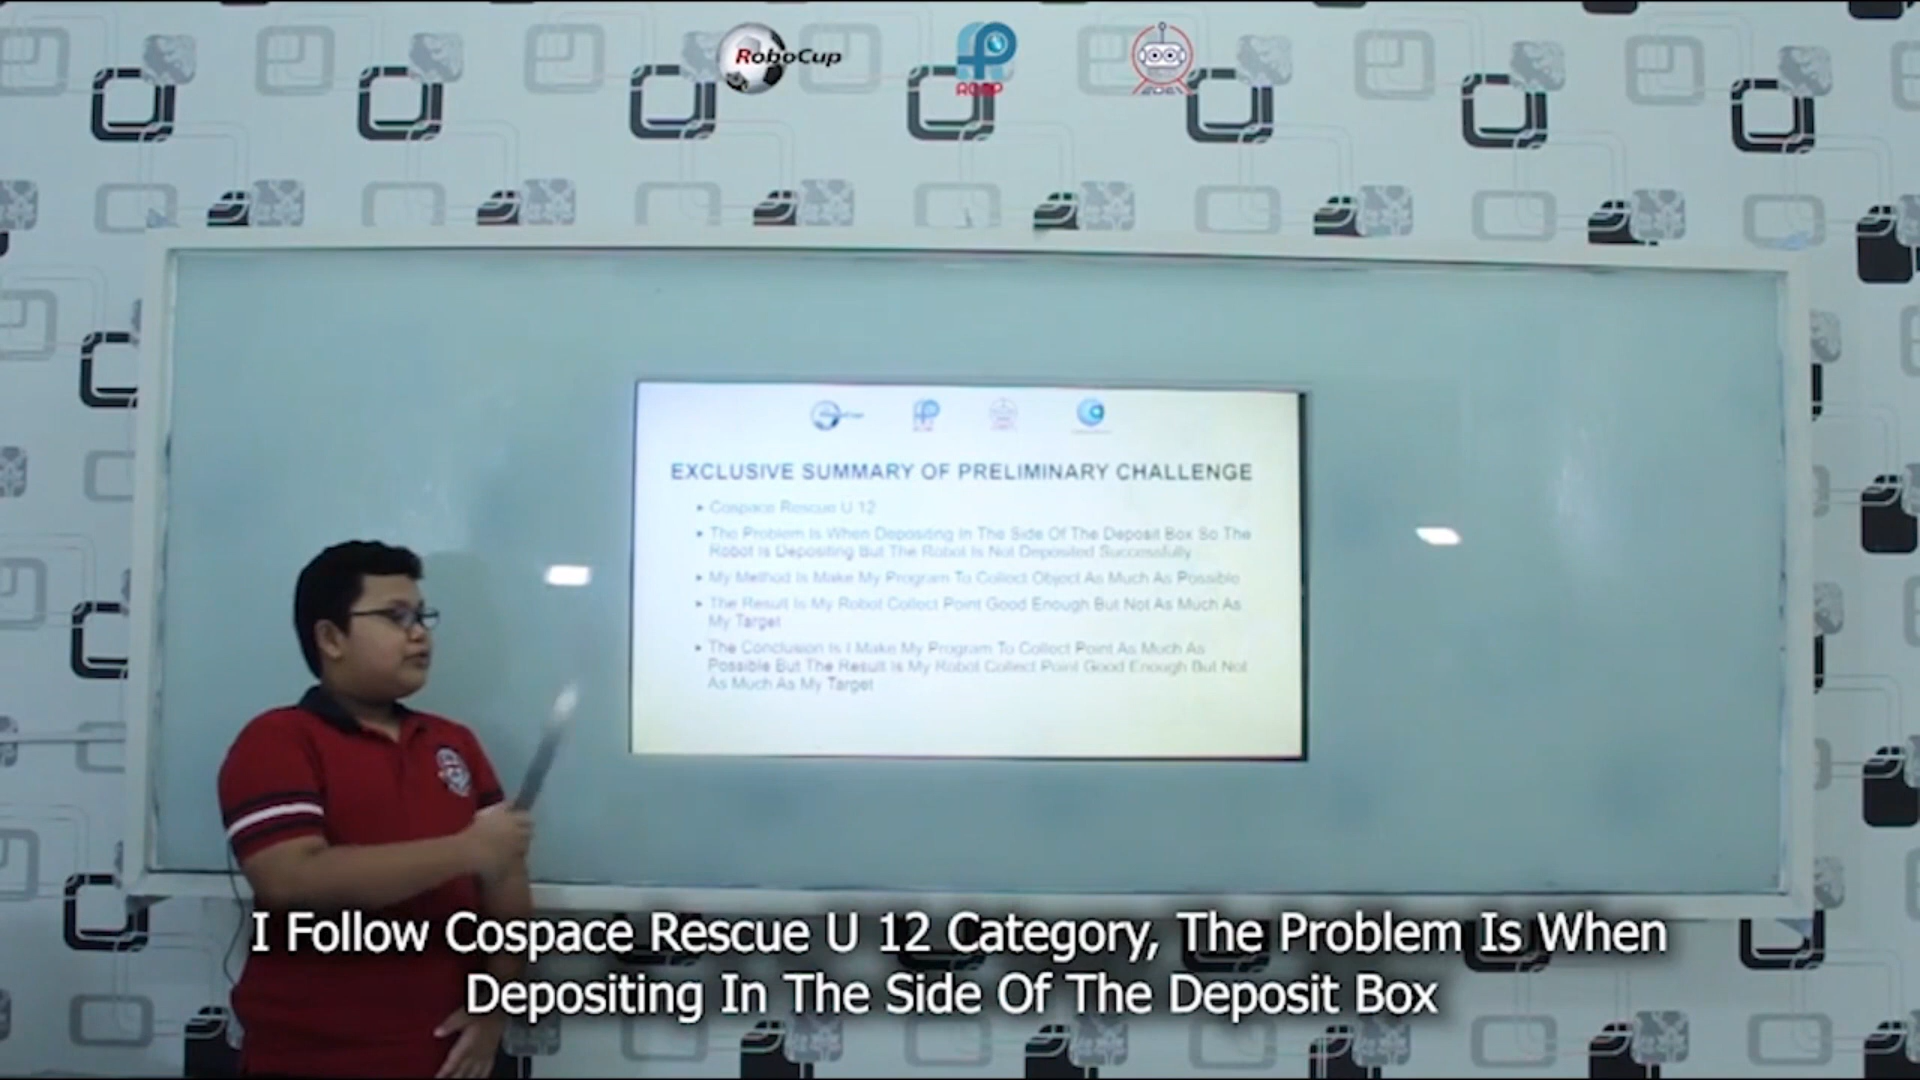 RoboCup
RCAP
2021
EXCLUSIVE SUMMARY OF PRELIMINARY CHALLENGE
Cospace Rescue U 12
The Problem Is When Depositing In The Side Of The Deposit Box So The
Robot Is Depositing But The Robot Is Not Deposited Successfully
My Method Is Make My Program To Collect Object As Much As Possible
The Result Is My Robot Collect Point Good Enough But Not As Much As
My Target
The Conclusion Is I Make My Program To Collect Point As Much As
Possible But The Result Is My Robot Collect Point Good Enough But Not
As Much As My Target
I Follow Cospace Rescue U 12 Category, The Problem Is When
Depositing In The Side Of The Deposit Box